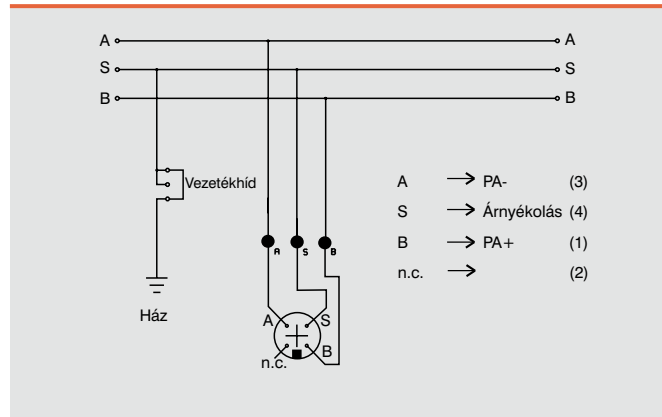 A A
S S
B B
Vezetékhíd
A → PA- (3)
S → Árnyékolás (4)
B → PA+ (1)
n.c. → (2)
A S B
Ház
A S
n.c. B